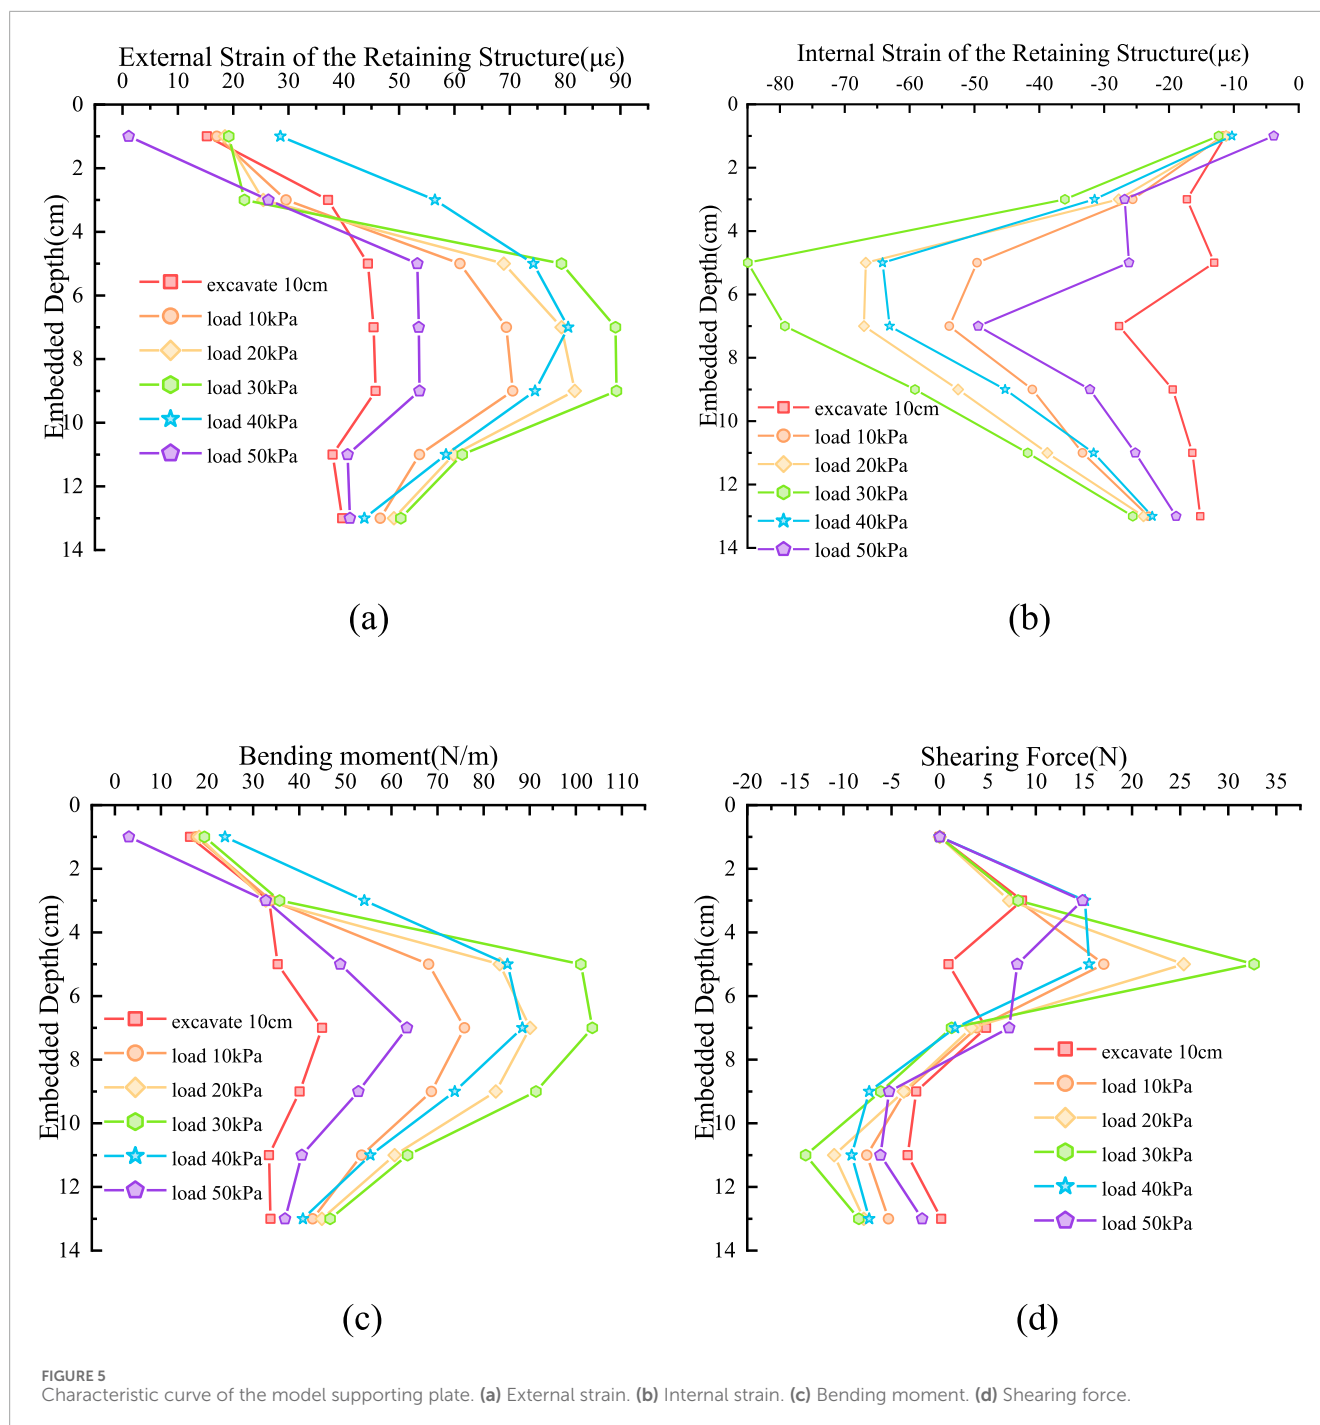 External Strain of the Retaining Structure(με)
0 10 20 30 40 50 60 70 80 90
Embedded Depth(cm)
0
2
4
6
8
10
12
14
excavate 10cm
load 10kPa
load 20kPa
load 30kPa
load 40kPa
load 50kPa
(a)
Internal Strain of the Retaining Structure(με)
-80 -70 -60 -50 -40 -30 -20 -10 0
Embedded Depth(cm)
0
2
4
6
8
10
12
14
excavate 10cm
load 10kPa
load 20kPa
load 30kPa
load 40kPa
load 50kPa
(b)
Bending moment(N/m)
0 10 20 30 40 50 60 70 80 90 100 110
Embedded Depth(cm)
0
2
4
6
8
10
12
14
excavate 10cm
load 10kPa
load 20kPa
load 30kPa
load 40kPa
load 50kPa
(c)
Shearing Force(N)
-20 -15 -10 -5 0 5 10 15 20 25 30 35
Embedded Depth(cm)
0
2
4
6
8
10
12
14
excavate 10cm
load 10kPa
load 20kPa
load 30kPa
load 40kPa
load 50kPa
(d)
FIGURE 5
Characteristic curve of the model supporting plate. (a) External strain. (b) Internal strain. (c) Bending moment. (d) Shearing force.